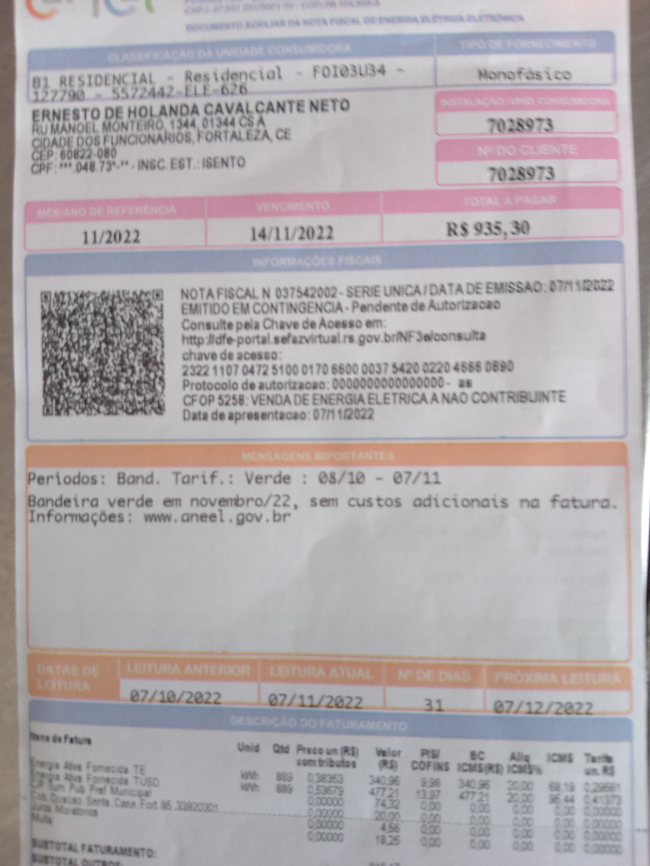 DOCUMENTO AUXILIAR DA NOTA FISCAL DE ENERGIA ELÉTRICA ELETRÔNICA
CLASSIFICAÇÃO DA UNIDADE CONSUMIDORA
TIPO DE FORNECIMENTO
B1 RESIDENCIAL - Residencial - FOI03U34 -
127790 - 5572442-ELE-626
Monofásico
ERNESTO DE HOLANDA CAVALCANTE NETO
RU MANOEL MONTEIRO, 1344, 01344 CS A
CIDADE DOS FUNCIONARIOS, FORTALEZA, CE
CEP: 60822-080
CPF: ***.048.73*-** - INSC. EST.: ISENTO
INSTALAÇÃO / UNID. CONSUMIDORA
7028973
Nº DO CLIENTE
7028973
MÊS/ANO DE REFERÊNCIA
VENCIMENTO
TOTAL A PAGAR
11/2022
14/11/2022
R$ 935,30
INFORMAÇÕES FISCAIS
NOTA FISCAL N 037542002 - SERIE UNICA / DATA DE EMISSAO: 07/11/2022
EMITIDO EM CONTINGENCIA - Pendente de Autorizacao
Consulte pela Chave de Acesso em:
http://dfe-portal.sefazvirtual.rs.gov.br/NF3e/consulta
chave de acesso:
2322 1107 0472 5100 0170 6600 0037 5420 0220 4666 0890
Protocolo de autorizacao: 0000000000000000 - as
CFOP 5258: VENDA DE ENERGIA ELETRICA A NAO CONTRIBUINTE
Data de apresentacao: 07/11/2022
MENSAGENS IMPORTANTES
Períodos: Band. Tarif.: Verde : 08/10 - 07/11
Bandeira verde em novembro/22, sem custos adicionais na fatura.
Informações: www.aneel.gov.br
DATAS DE LEITURA
LEITURA ANTERIOR
LEITURA ATUAL
Nº DE DIAS
PRÓXIMA LEITURA
07/10/2022
07/11/2022
31
07/12/2022
DESCRIÇÃO DO FATURAMENTO
Itens de Fatura Unid Qtd Preco un (R$) com tributos Valor (R$) PIS/COFINS BC ICMS(R$) Aliq ICMS% ICMS Tarifa un. R$
Energia Ativa Fornecida TE kWh 889 0,38353 340,96 9,98 340,96 20,00 68,19
Energia Ativa Fornecida TUSD kWh 889 0,53679 477,21 13,97 477,21 20,00 95,44 0,41373
CIP Ilum Pub Pref Municipal 0,00000 74,32 0,00 0,00 0,00 0,00 0,00000
0,00000 20,00 0,00 0,00 0,00 0,00 0,00000
Juros Moratórios 0,00000 4,56 0,00 0,00 0,00 0,00 0,00000
Multa 0,00000 18,25 0,00 0,00 0,00 0,00 0,00000
SUBTOTAL FATURAMENTO:
SUBTOTAL OUTROS: